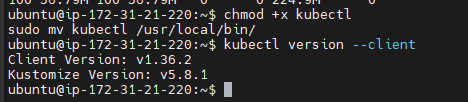 ubuntu@ip-172-31-21-220:~$ chmod +x kubectl
sudo mv kubectl /usr/local/bin/
ubuntu@ip-172-31-21-220:~$ kubectl version --client
Client Version: v1.36.2
Kustomize Version: v5.8.1
ubuntu@ip-172-31-21-220:~$